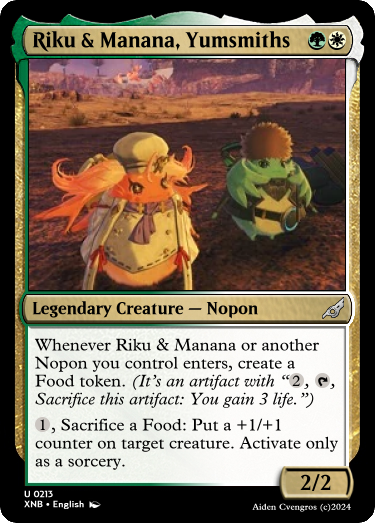 Riku & Manana, Yumsmiths
Legendary Creature — Nopon
Whenever Riku & Manana or another
Nopon you control enters, create a
Food token. (It's an artifact with “2, T,
Sacrifice this artifact: You gain 3 life.”)
1, Sacrifice a Food: Put a +1/+1
counter on target creature. Activate only
as a sorcery.
2/2
U 0213
XNB • English
Aiden Cvengros (c)2024